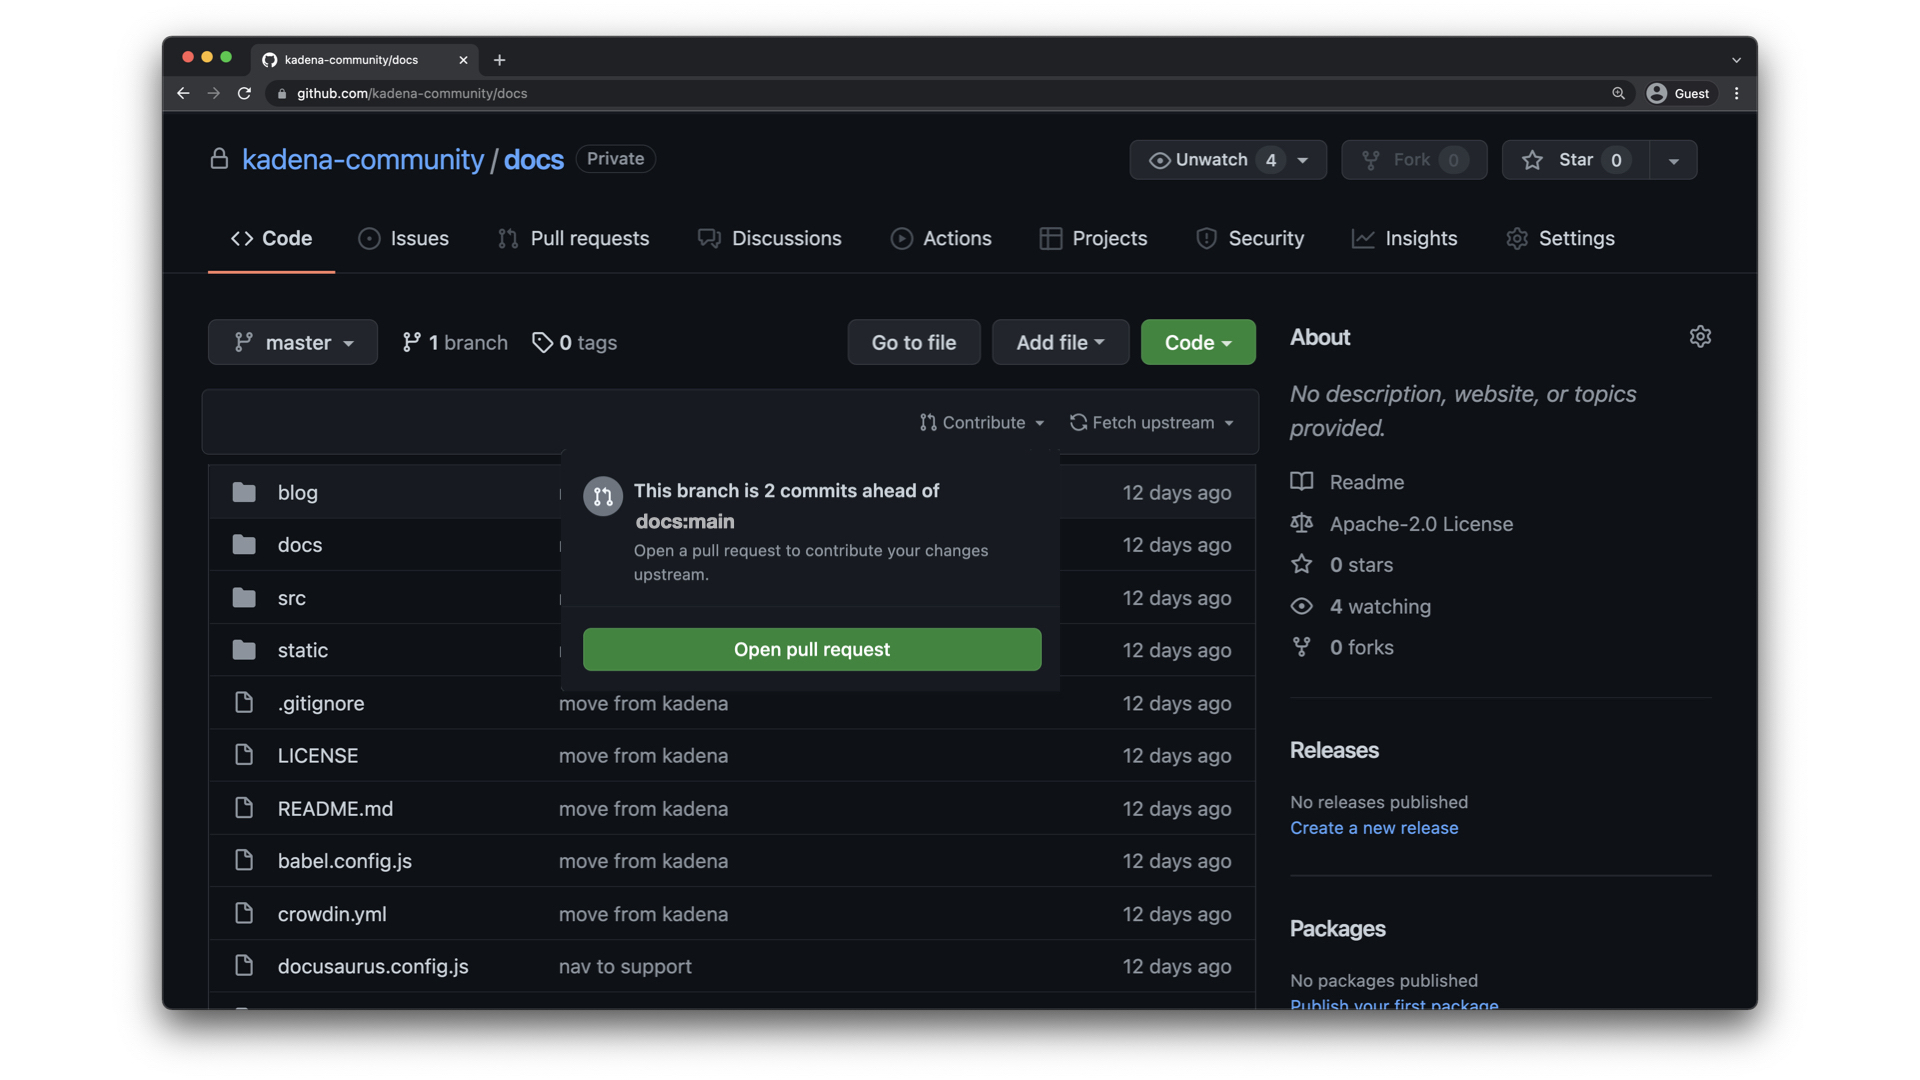 kadena-community/docs
github.com/kadena-community/docs
Guest
kadena-community / docs Private
Unwatch 4
Fork 0
Star 0
Code
Issues
Pull requests
Discussions
Actions
Projects
Security
Insights
Settings
master
1 branch
0 tags
Go to file
Add file
Code
Contribute
Fetch upstream
This branch is 2 commits ahead of
docs:main
Open a pull request to contribute your changes
upstream.
Open pull request
blog 12 days ago
docs 12 days ago
src 12 days ago
static 12 days ago
.gitignore move from kadena 12 days ago
LICENSE move from kadena 12 days ago
README.md move from kadena 12 days ago
babel.config.js move from kadena 12 days ago
crowdin.yml move from kadena 12 days ago
docusaurus.config.js nav to support 12 days ago
About
No description, website, or topics
provided.
Readme
Apache-2.0 License
0 stars
4 watching
0 forks
Releases
No releases published
Create a new release
Packages
No packages published
Publish your first package